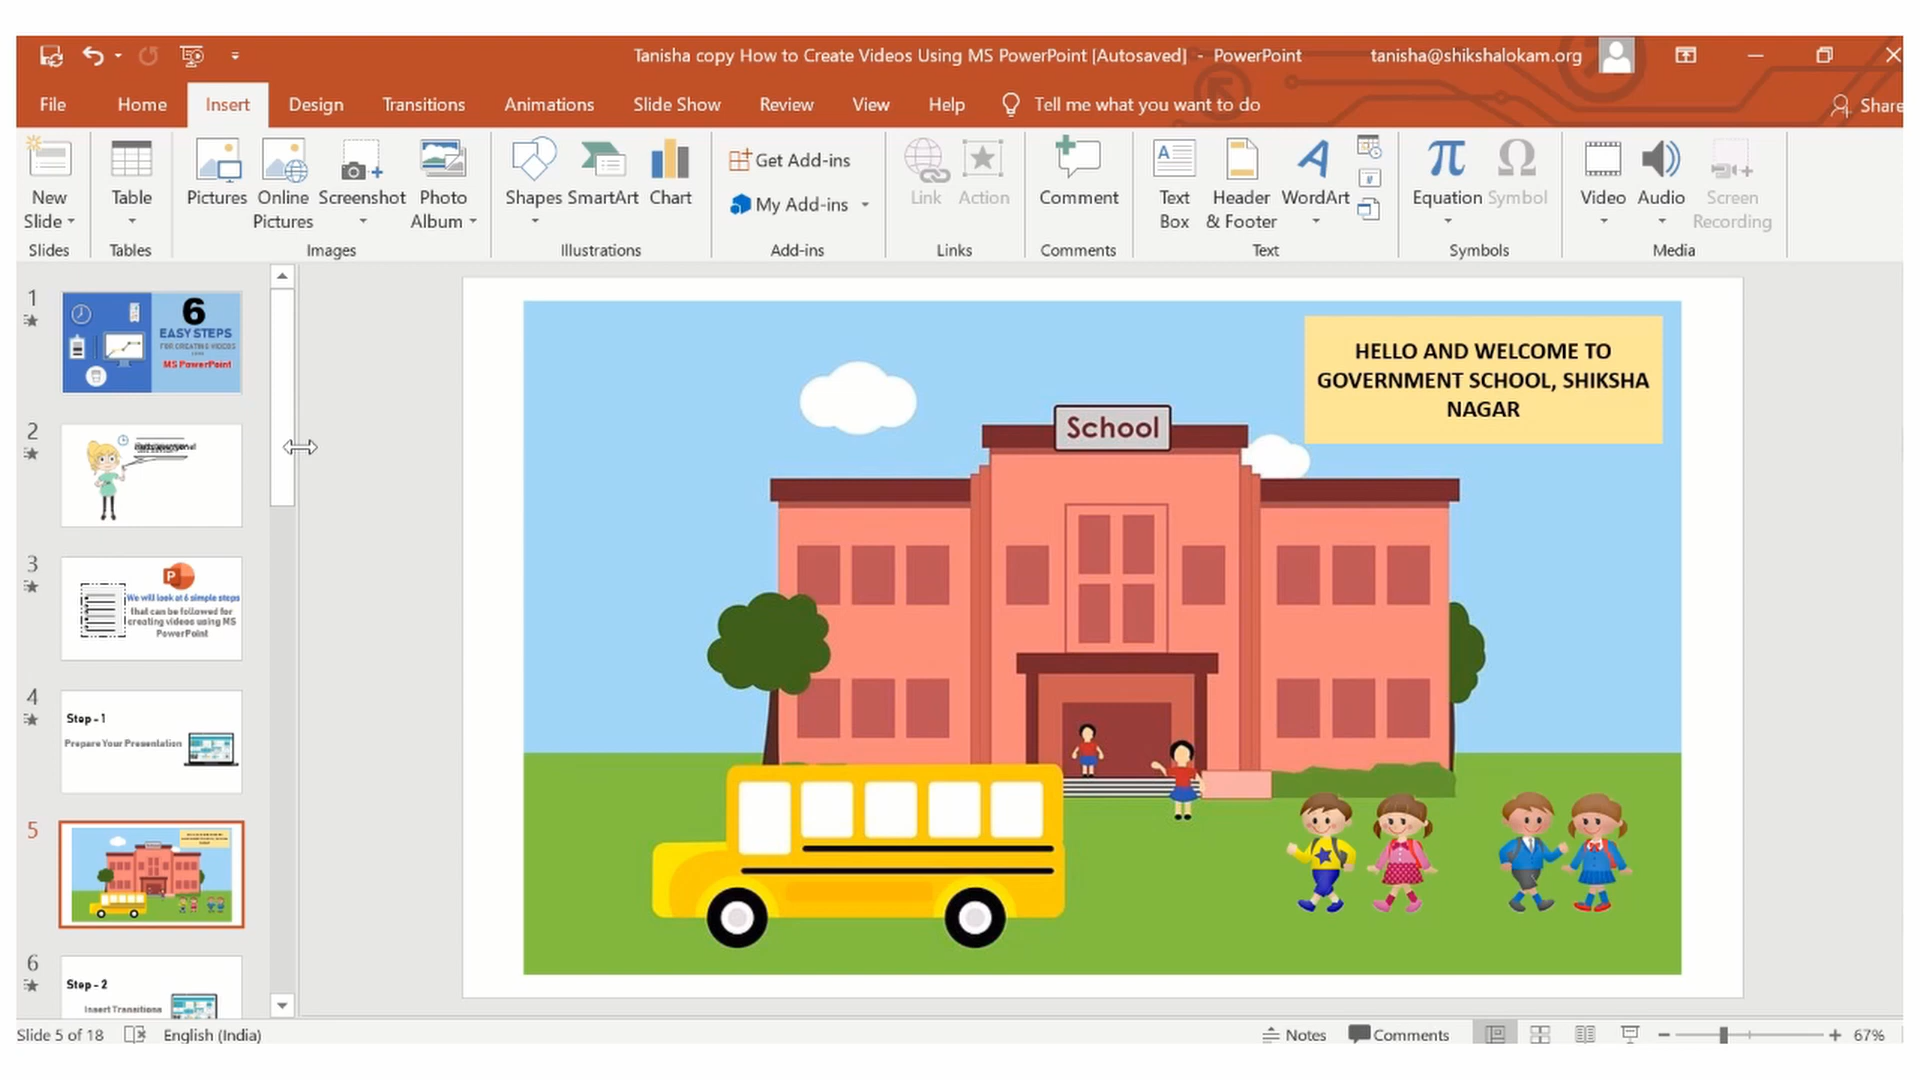 Tanisha copy How to Create Videos Using MS PowerPoint [Autosaved] - PowerPoint
tanisha@shikshalokam.org
File Home Insert Design Transitions Animations Slide Show Review View Help Tell me what you want to do Share
New Slide
Table
Pictures
Online Pictures
Screenshot
Photo Album
Shapes
SmartArt
Chart
Get Add-ins
My Add-ins
Link
Action
Comment
Text Box
Header & Footer
WordArt
Equation
Symbol
Video
Audio
Screen Recording
Slides Tables Images Illustrations Add-ins Links Comments Text Symbols Media
1
6
EASY STEPS
FOR CREATING VIDEOS
MS PowerPoint
2
3
We will look at 6 simple steps
that can be followed for
creating videos using MS
PowerPoint
4
Step - 1
Prepare Your Presentation
5
6
Step - 2
Insert Transitions
HELLO AND WELCOME TO
GOVERNMENT SCHOOL, SHIKSHA
NAGAR
School
Slide 5 of 18 English (India) Notes Comments 67%